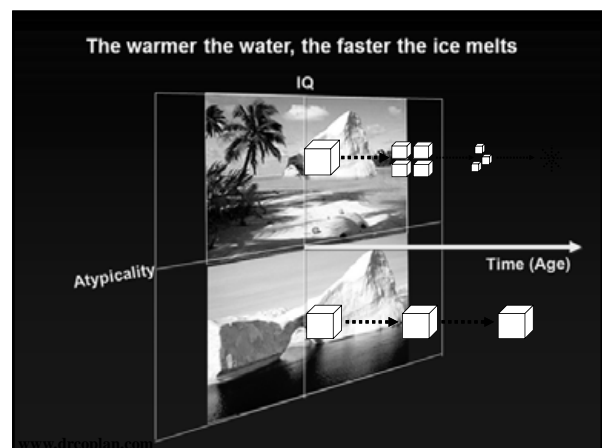 The warmer the water, the faster the ice melts
IQ
Atypicality
Time (Age)
www.drcoplan.com